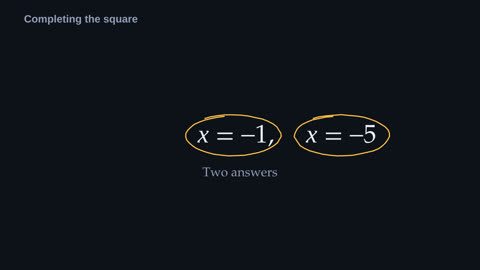 Completing the square
x = −1, x = −5
Two answers